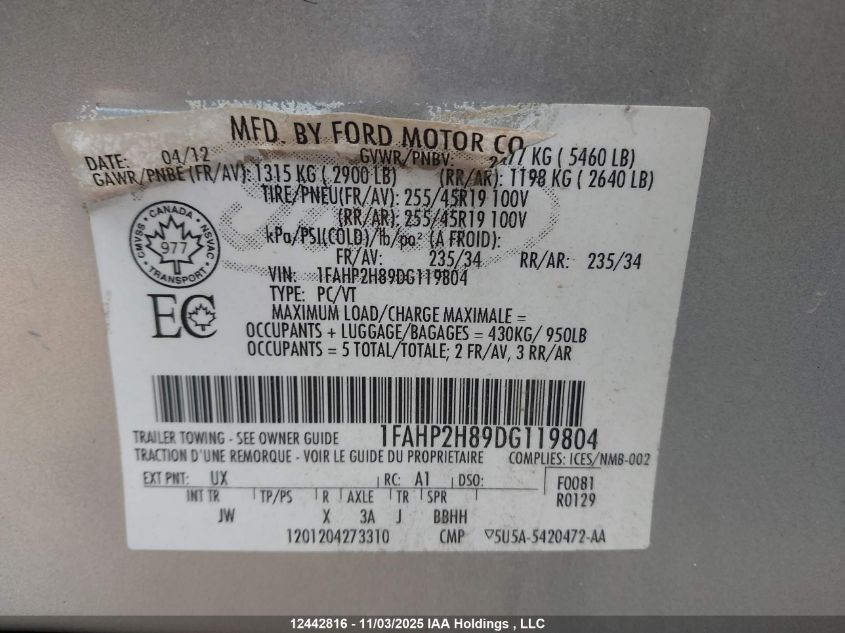 MFD. BY FORD MOTOR CO
DATE: 04/12 GVWR/PNBV: KG ( 5460 LB)
GAWR/PNBE (FR/AV): 1315 KG ( 2900 LB) (RR/AR): 1198 KG ( 2640 LB)
TIRE/PNEU(FR/AV): 255/45R19 100V
(RR/AR): 255/45R19 100V
kPa/PSI(COLD)/lb/po² (A FROID):
FR/AV: 235/34 RR/AR: 235/34
VIN: 1FAHP2H89DG119804
TYPE: PC/VT
MAXIMUM LOAD/CHARGE MAXIMALE =
OCCUPANTS + LUGGAGE/BAGAGES = 430KG/ 950LB
OCCUPANTS = 5 TOTAL/TOTALE; 2 FR/AV, 3 RR/AR
CANADA
CMVSS
NSVAC
977
TRANSPORT
EC
1FAHP2H89DG119804
TRAILER TOWING - SEE OWNER GUIDE
TRACTION D'UNE REMORQUE - VOIR LE GUIDE DU PROPRIETAIRE COMPLIES: ICES/NMB-002
EXT PNT: UX RC: A1 DSO: F0081
INT TR TP/PS R AXLE TR SPR R0129
JW X 3A J BBHH
1201204273310 CMP ▽5U5A-5420472-AA
12442816 - 11/03/2025 IAA Holdings , LLC